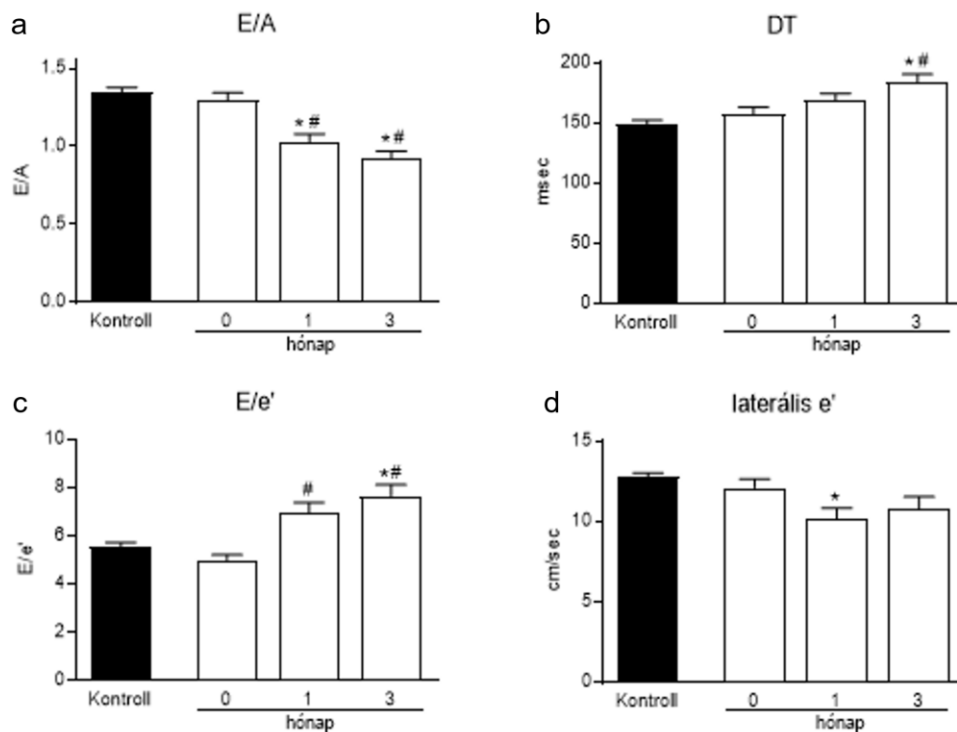 a
E/A
1.5
1.0
0.5
0.0
E/A
* #
* #
Kontroll 0 1 3
hónap
b
DT
200
150
100
50
0
msec
* #
Kontroll 0 1 3
hónap
c
E/e'
10
8
6
4
2
0
E/e'
#
*#
Kontroll 0 1 3
hónap
d
laterális e'
15
10
5
0
cm/sec
*
Kontroll 0 1 3
hónap